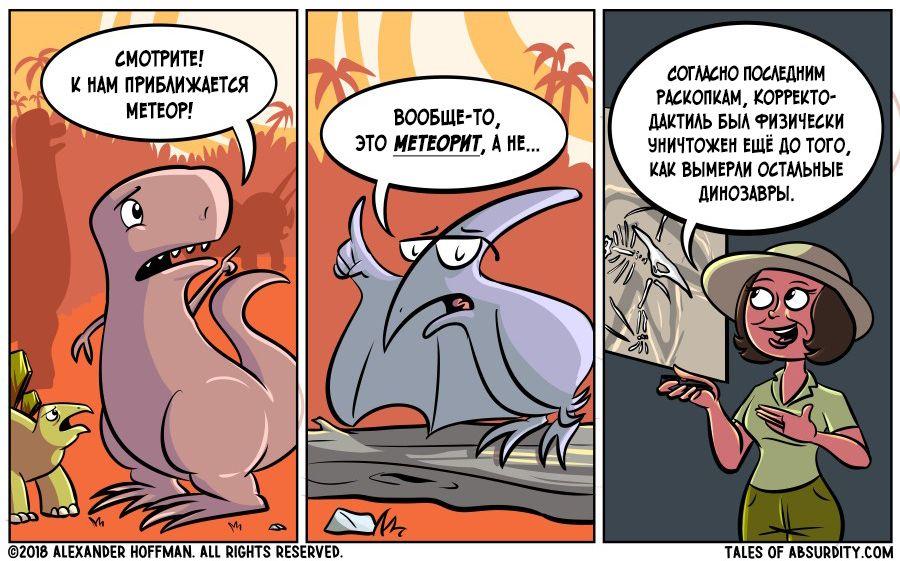 СМОТРИТЕ!
К НАМ ПРИБЛИЖАЕТСЯ
МЕТЕОР!
ВООБЩЕ-ТО,
ЭТО МЕТЕОРИТ, А НЕ...
СОГЛАСНО ПОСЛЕДНИМ
РАСКОПКАМ, КОРРЕКТО-
ДАКТИЛЬ БЫЛ ФИЗИЧЕСКИ
УНИЧТОЖЕН ЕЩЁ ДО ТОГО,
КАК ВЫМЕРЛИ ОСТАЛЬНЫЕ
ДИНОЗАВРЫ.
©2018 ALEXANDER HOFFMAN. ALL RIGHTS RESERVED.
TALES OF ABSURDITY.COM